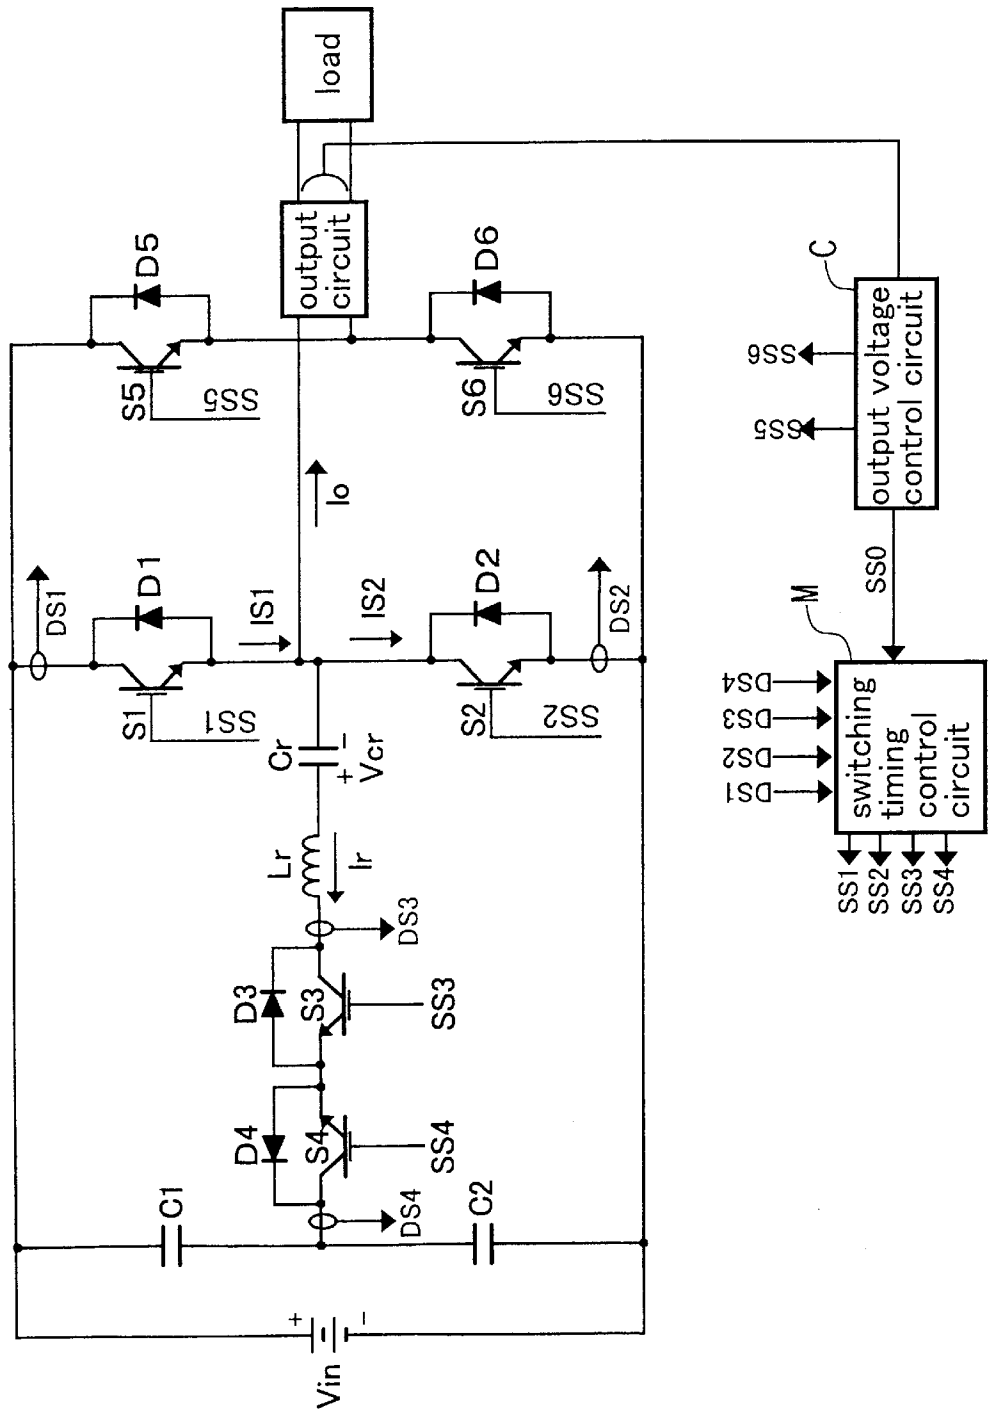 load
output
circuit
D5
S5
SS5
D6
S6
SS6
Io
DS1
D1
S1
SS1
IS1
IS2
D2
S2
SS2
DS2
Cr
+
−
Vcr
Lr
Ir
DS3
D3
S3
SS3
D4
S4
SS4
DS4
C1
C2
+
−
Vin
C
output voltage
control circuit
SS6
SS5
SS0
M
switching
timing
control
circuit
DS4
DS3
DS2
DS1
SS1
SS2
SS3
SS4